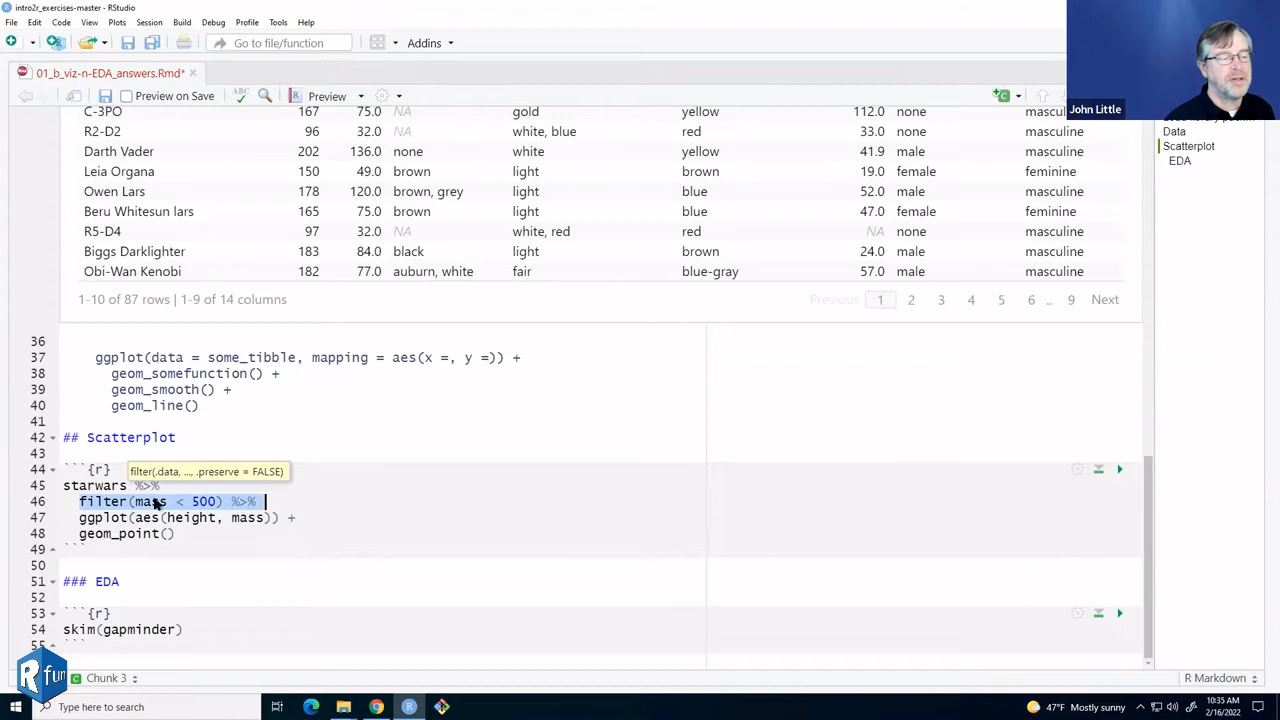 intro2r_exercises-master - RStudio
File Edit Code View Plots Session Build Debug Profile Tools Help
Go to file/function Addins
01_b_viz-n-EDA_answers.Rmd*
Preview on Save Preview
John Little
C-3PO 167 75.0 NA gold yellow 112.0 none masculine
R2-D2 96 32.0 NA white, blue red 33.0 none masculine
Darth Vader 202 136.0 none white yellow 41.9 male masculine
Leia Organa 150 49.0 brown light brown 19.0 female feminine
Owen Lars 178 120.0 brown, grey light blue 52.0 male masculine
Beru Whitesun lars 165 75.0 brown light blue 47.0 female feminine
R5-D4 97 32.0 NA white, red red NA none masculine
Biggs Darklighter 183 84.0 black light brown 24.0 male masculine
Obi-Wan Kenobi 182 77.0 auburn, white fair blue-gray 57.0 male masculine
1-10 of 87 rows | 1-9 of 14 columns Previous 1 2 3 4 5 6 .. 9 Next
Data
Scatterplot
EDA
36
37 ggplot(data = some_tibble, mapping = aes(x =, y =)) +
38 geom_somefunction() +
39 geom_smooth() +
40 geom_line()
41
42 ## Scatterplot
43
44 ```{r}
filter(.data, ..., .preserve = FALSE)
45 starwars %>%
46 filter(mass < 500) %>%
47 ggplot(aes(height, mass)) +
48 geom_point()
49 ```
50
51 ### EDA
52
53 ```{r}
54 skim(gapminder)
55 ```
R fun
Chunk 3 R Markdown
Type here to search 47°F Mostly sunny 10:35 AM
2/16/2022